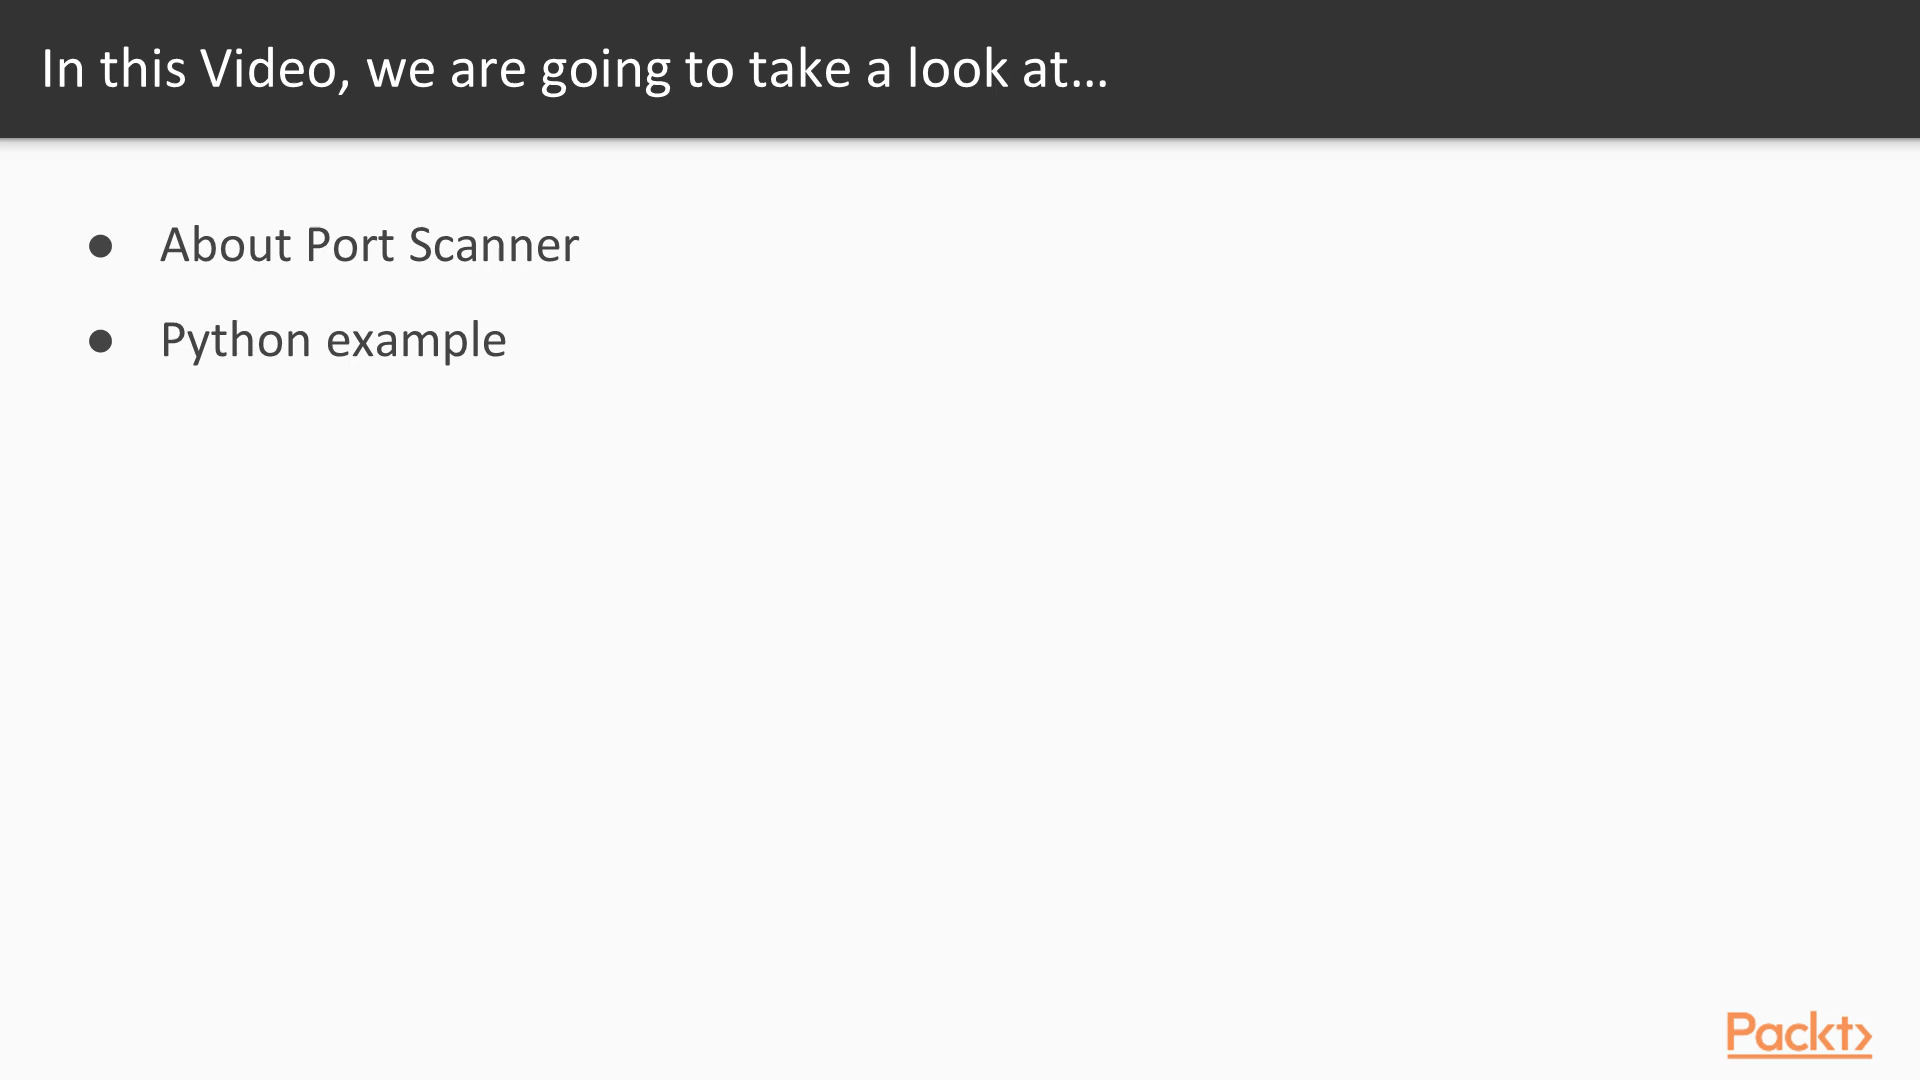 In this Video, we are going to take a look at...
● About Port Scanner
● Python example
Packt>